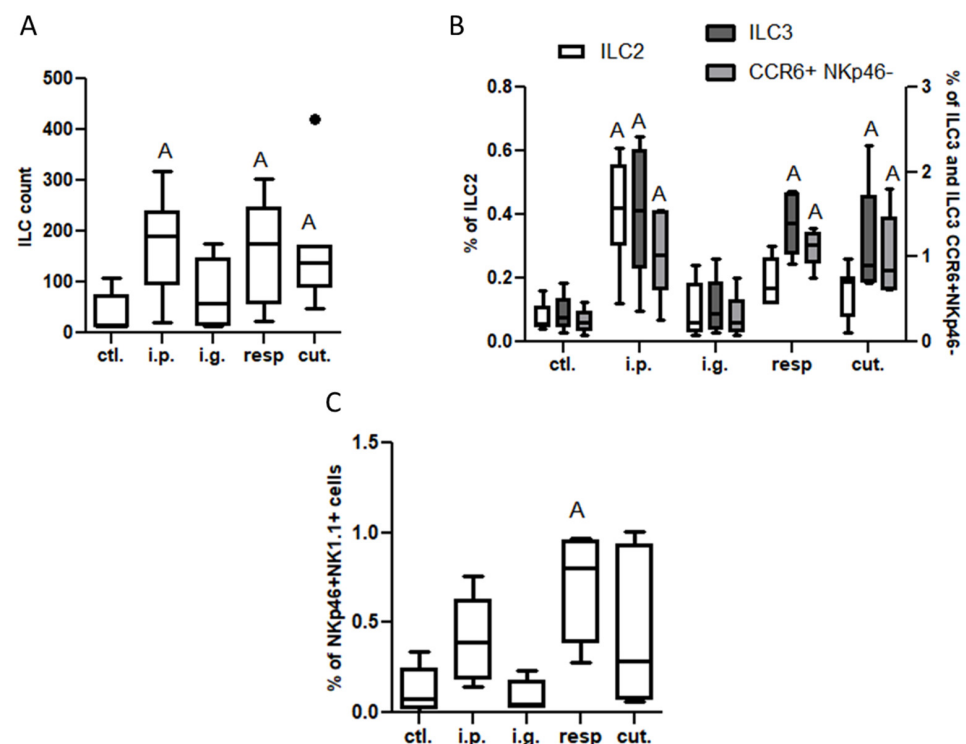 A
ILC count
500
400
300
200
100
0
A
A
A
ctl.
i.p.
i.g.
resp
cut.
B
ILC2
ILC3
CCR6+ NKp46-
% of ILC2
0.8
0.6
0.4
0.2
0.0
A
A
A
A
A
A
A
3
2
1
0
% of ILC3 and ILC3 CCR6+NKp46-
ctl.
i.p.
i.g.
resp
cut.
C
% of NKp46+NK1.1+ cells
1.5
1.0
0.5
0.0
A
ctl.
i.p.
i.g.
resp
cut.